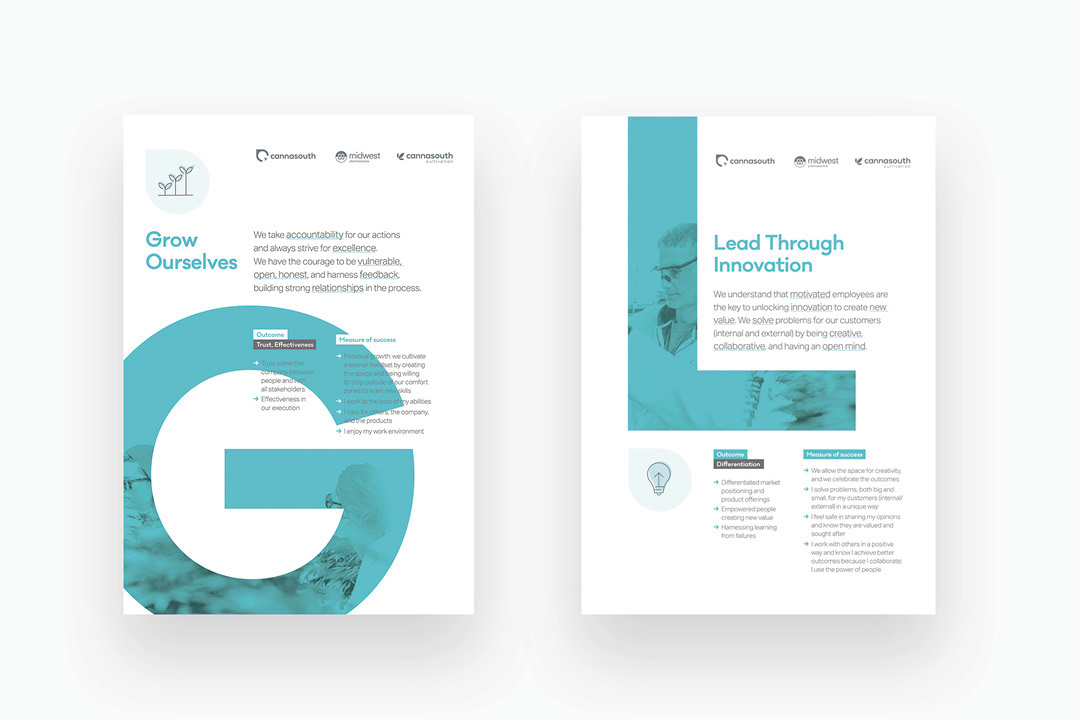 cannasouth
midwest
pharmaceutics
cannasouth
cultivation
Grow
Ourselves
We take accountability for our actions
and always strive for excellence.
We have the courage to be vulnerable,
open, honest, and harness feedback,
building strong relationships in the process.
Outcome
Trust, Effectiveness
Trust within the
company between
people and with
all stakeholders
Effectiveness in
our execution
Measure of success
Personal growth: we cultivate
a learner mindset by creating
the space and being willing
to step outside of our comfort
zones to learn new skills
I work to the best of my abilities
I care for others, the company,
and the products
I enjoy my work environment
cannasouth
midwest
pharmaceutics
cannasouth
cultivation
Lead Through
Innovation
We understand that motivated employees are
the key to unlocking innovation to create new
value. We solve problems for our customers
(internal and external) by being creative,
collaborative, and having an open mind.
Outcome
Differentiation
Differentiated market
positioning and
product offerings
Empowered people
creating new value
Harnessing learning
from failures
Measure of success
We allow the space for creativity,
and we celebrate the outcomes
I solve problems, both big and
small, for my customers (internal/
external) in a unique way
I feel safe in sharing my opinions
and know they are valued and
sought after
I work with others in a positive
way and know I achieve better
outcomes because I collaborate,
I use the power of people